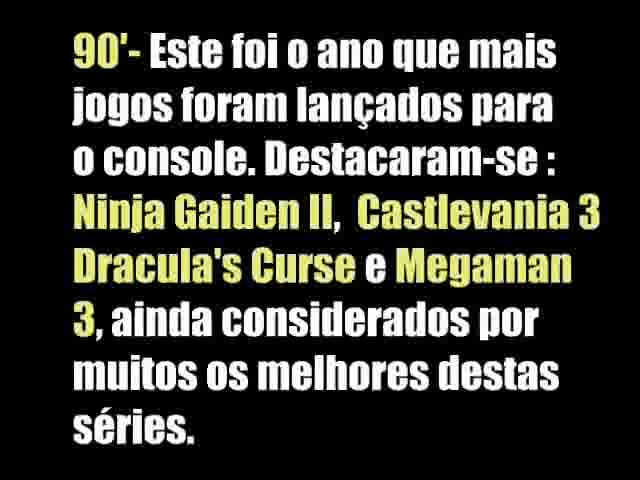 90'- Este foi o ano que mais
jogos foram lançados para
o console. Destacaram-se :
Ninja Gaiden II, Castlevania 3
Dracula's Curse e Megaman
3, ainda considerados por
muitos os melhores destas
séries.